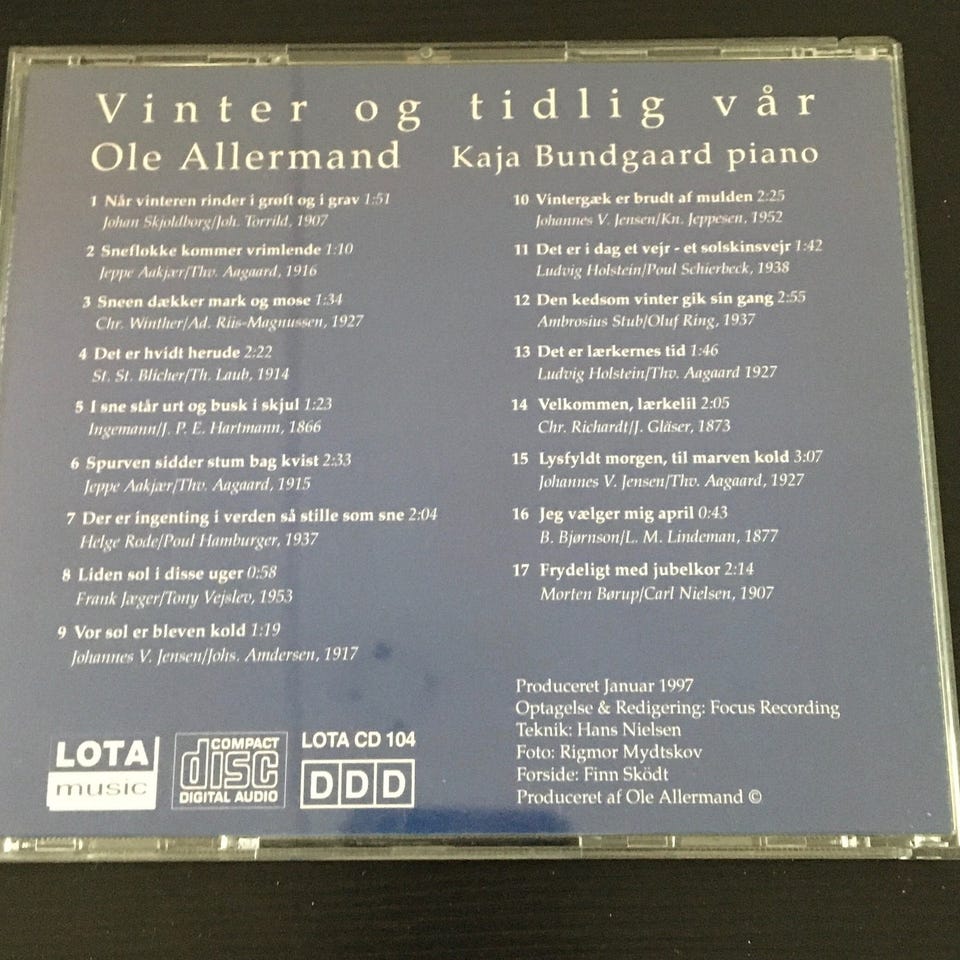 Vinter og tidlig vår
Ole Allermand Kaja Bundgaard piano
1 Når vinteren rinder i grøft og i grav 1:51
Johan Skjoldborg/Joh. Torrild, 1907
2 Snefløkke kommer vrimlende 1:10
Jeppe Aakjær/Thv. Aagaard, 1916
3 Sneen dækker mark og mose 1:34
Chr. Winther/Ad. Riis-Magnussen, 1927
4 Det er hvidt herude 2:22
St. St. Blicher/Th. Laub, 1914
5 I sne står urt og busk i skjul 1:23
Ingemann/J. P. E. Hartmann, 1866
6 Spurven sidder stum bag kvist 2:33
Jeppe Aakjær/Thv. Aagaard, 1915
7 Der er ingenting i verden så stille som sne 2:04
Helge Rode/Poul Hamburger, 1937
8 Liden sol i disse uger 0:58
Frank Jæger/Tony Vejslev, 1953
9 Vor sol er bleven kold 1:19
Johannes V. Jensen/Johs. Amdersen, 1917
10 Vintergæk er brudt af mulden 2:25
Johannes V. Jensen/Kn. Jeppesen, 1952
11 Det er i dag et vejr - et solskinsvejr 1:42
Ludvig Holstein/Poul Schierbeck, 1938
12 Den kedsom vinter gik sin gang 2:55
Ambrosius Stub/Oluf Ring, 1937
13 Det er lærkernes tid 1:46
Ludvig Holstein/Thv. Aagaard 1927
14 Velkommen, lærkelil 2:05
Chr. Richardt/J. Gläser, 1873
15 Lysfyldt morgen, til marven kold 3:07
Johannes V. Jensen/Thv. Aagaard, 1927
16 Jeg vælger mig april 0:43
B. Bjørnson/L. M. Lindeman, 1877
17 Frydeligt med jubelkor 2:14
Morten Børup/Carl Nielsen, 1907
Produceret Januar 1997
Optagelse & Redigering: Focus Recording
Teknik: Hans Nielsen
Foto: Rigmor Mydtskov
Forside: Finn Sködt
Produceret af Ole Allermand ©
LOTA
music
COMPACT
disc
DIGITAL AUDIO
LOTA CD 104
DDD